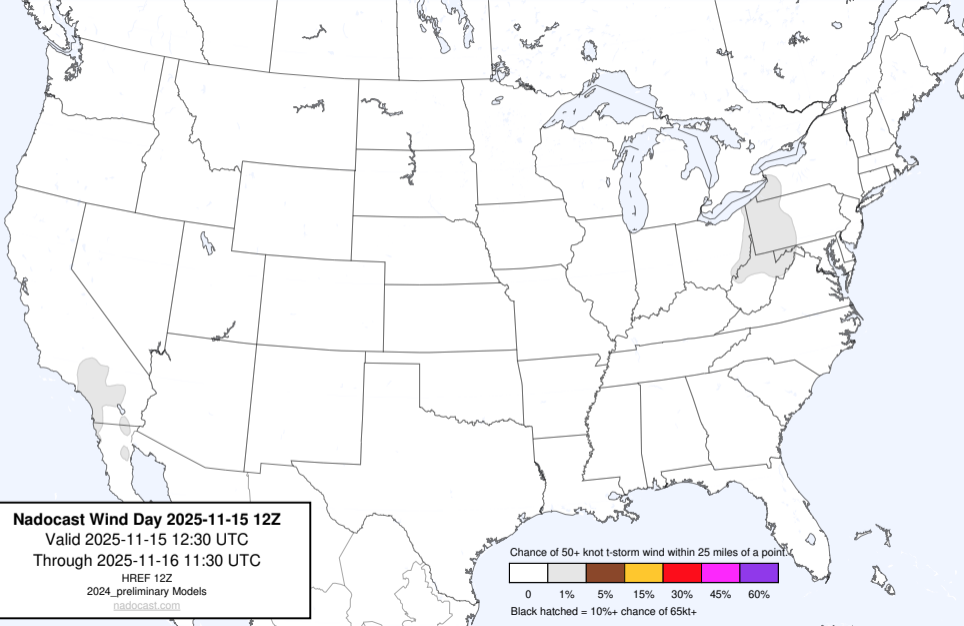 Nadocast Wind Day 2025-11-15 12Z
Valid 2025-11-15 12:30 UTC
Through 2025-11-16 11:30 UTC
HREF 12Z
2024_preliminary Models
nadocast.com
Chance of 50+ knot t-storm wind within 25 miles of a point.
0 1% 5% 15% 30% 45% 60%
Black hatched = 10%+ chance of 65kt+